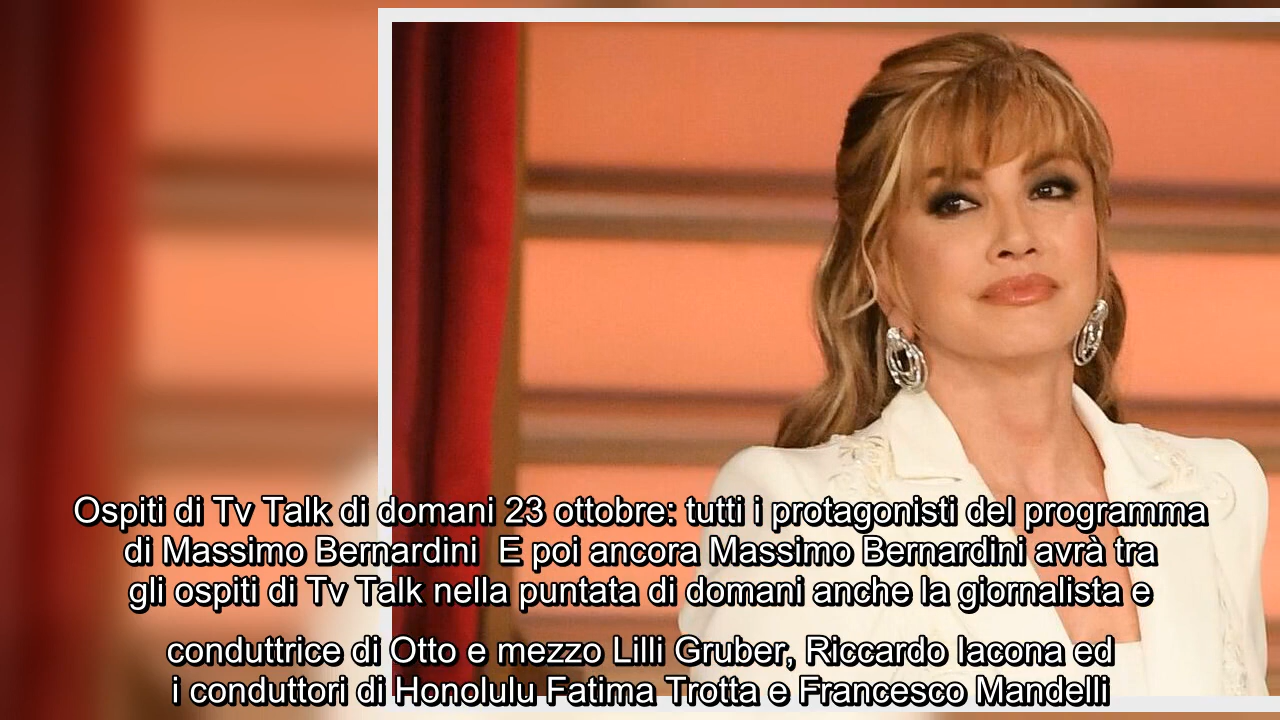 Ospiti di Tv Talk di domani 23 ottobre: tutti i protagonisti del programma
di Massimo Bernardini  E poi ancora Massimo Bernardini avrà tra
gli ospiti di Tv Talk nella puntata di domani anche la giornalista e
conduttrice di Otto e mezzo Lilli Gruber, Riccardo Iacona ed
i conduttori di Honolulu Fatima Trotta e Francesco Mandelli